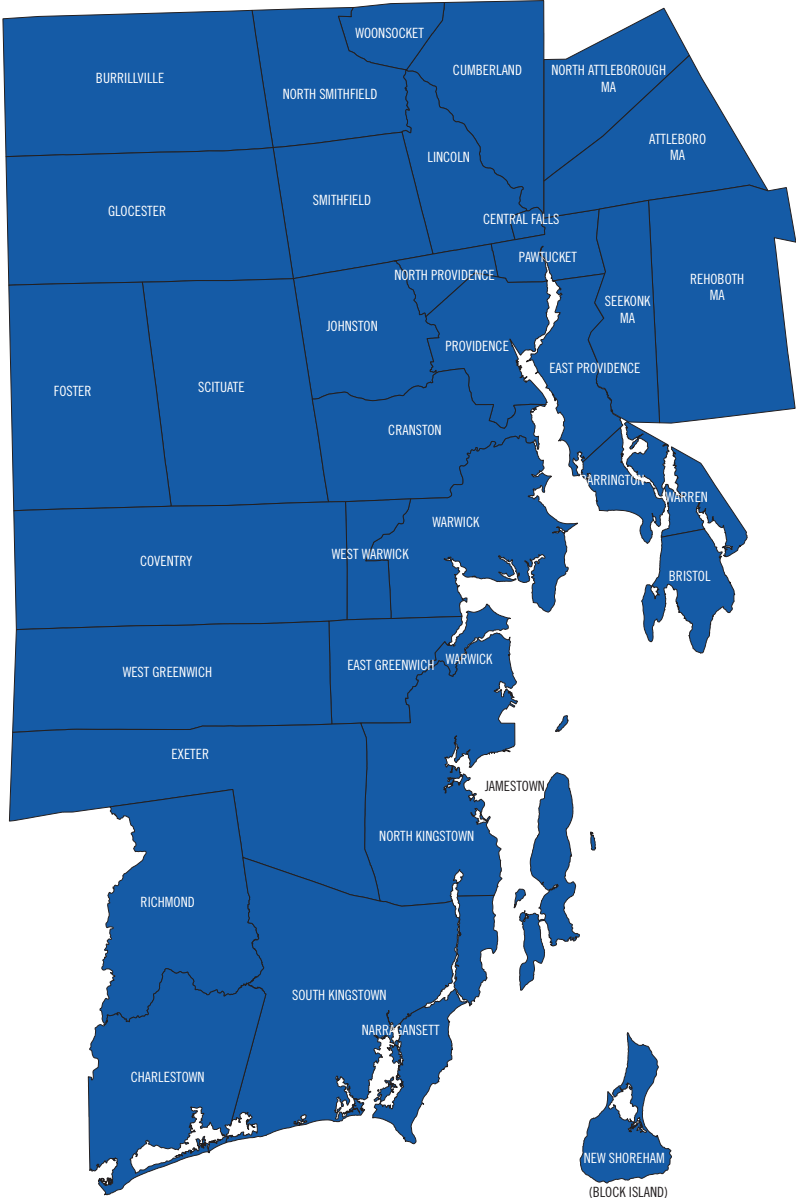 WOONSOCKET
CUMBERLAND
NORTH ATTLEBOROUGH
MA
BURRILLVILLE
NORTH SMITHFIELD
ATTLEBORO
MA
LINCOLN
GLOCESTER
SMITHFIELD
CENTRAL FALLS
PAWTUCKET
NORTH PROVIDENCE
REHOBOTH
MA
SEEKONK
MA
JOHNSTON
PROVIDENCE
EAST PROVIDENCE
FOSTER
SCITUATE
CRANSTON
BARRINGTON
WARREN
WARWICK
COVENTRY
WEST WARWICK
BRISTOL
WEST GREENWICH
EAST GREENWICH
WARWICK
EXETER
JAMESTOWN
NORTH KINGSTOWN
RICHMOND
SOUTH KINGSTOWN
NARRAGANSETT
CHARLESTOWN
NEW SHOREHAM
(BLOCK ISLAND)